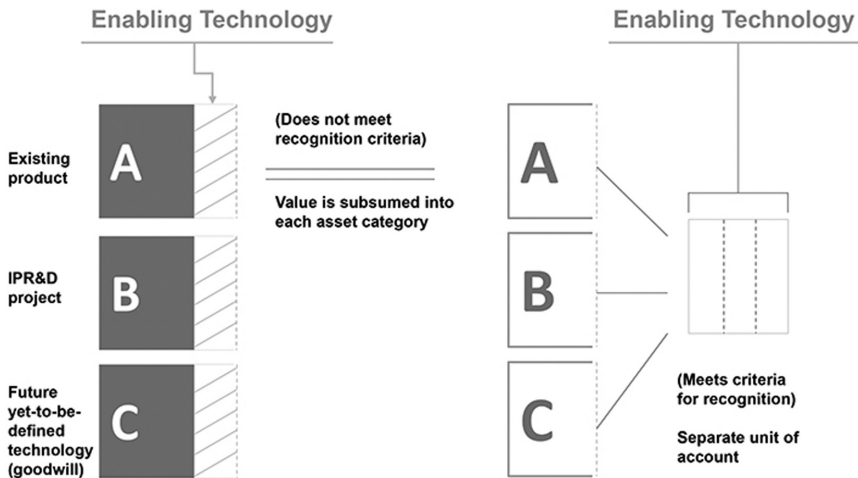 Enabling Technology
Existing
product
A
(Does not meet
recognition criteria)
Value is subsumed into
each asset category
IPR&D
project
B
Future
yet-to-be-
defined
technology
(goodwill)
C
Enabling Technology
A
B
C
(Meets criteria
for recognition)
Separate unit of
account